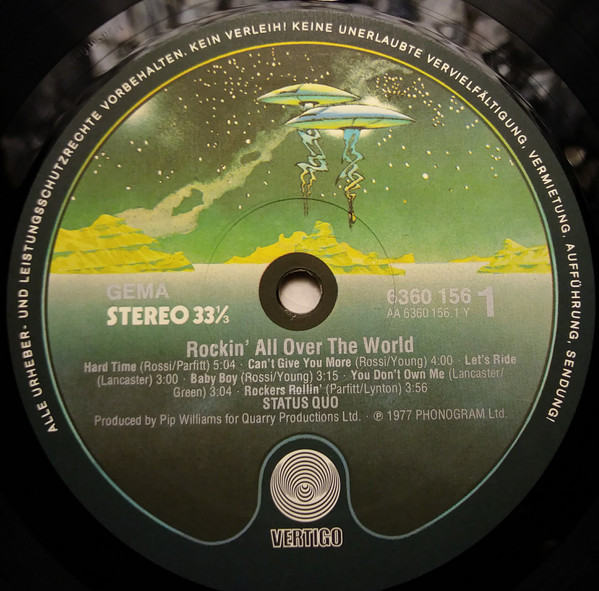 ALLE URHEBER- UND LEISTUNGSSCHUTZRECHTE VORBEHALTEN. KEIN VERLEIH! KEINE UNERLAUBTE VERVIELFÄLTIGUNG, VERMIETUNG, AUFFÜHRUNG, SENDUNG!
GEMA
STEREO 33⅓
6360 156 1
AA 6360 156.1 Y
Rockin' All Over The World
Hard Time (Rossi/Parfitt) 5:04 · Can't Give You More (Rossi/Young) 4:00 · Let's Ride
(Lancaster) 3:00 · Baby Boy (Rossi/Young) 3:15 · You Don't Own Me (Lancaster/
Green) 3:04 · Rockers Rollin' (Parfitt/Lynton) 3:56
STATUS QUO
Produced by Pip Williams for Quarry Productions Ltd. · ℗ 1977 PHONOGRAM Ltd.
VERTIGO